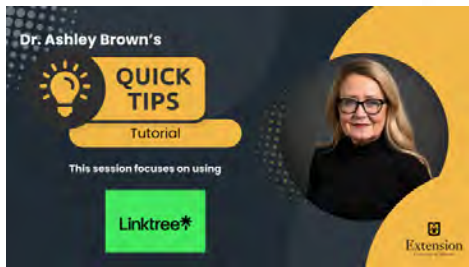 Dr. Ashley Brown's
QUICK
TIPS
Tutorial
This session focuses on using
Linktree
Extension